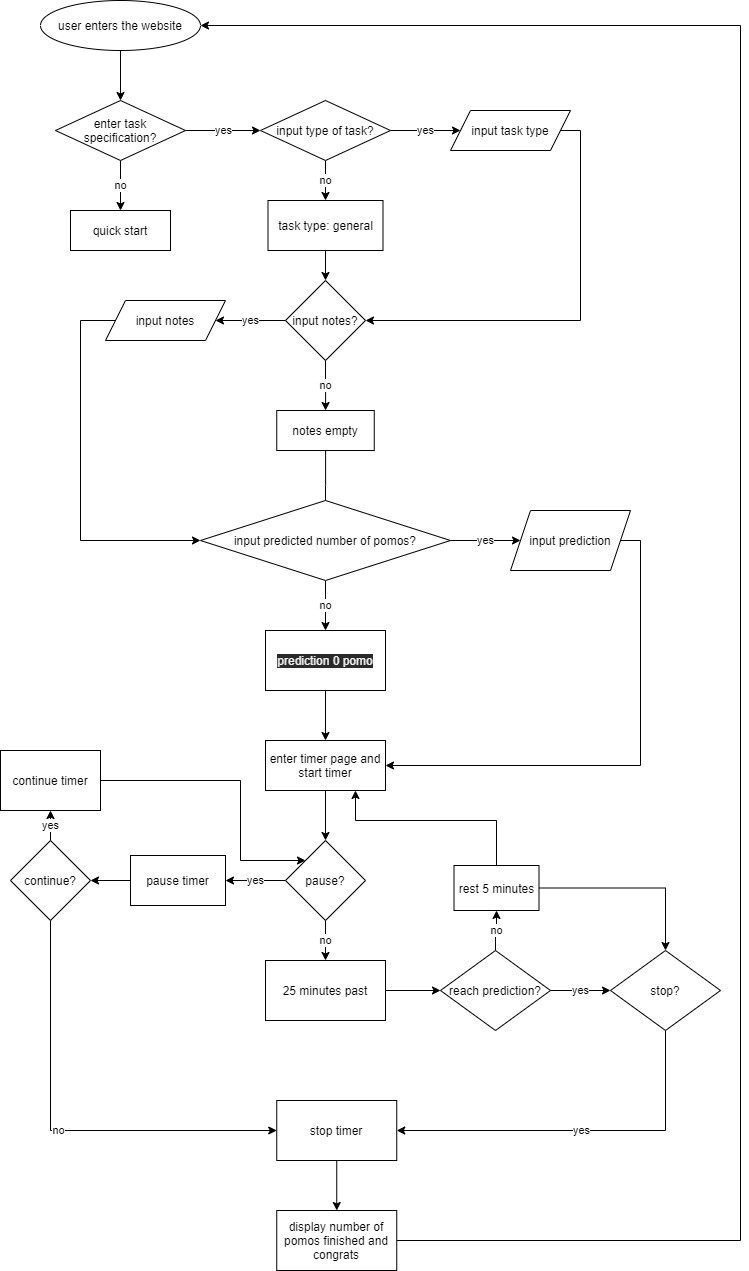 user enters the website
enter task
specification?
yes
input type of task?
yes
input task type
no
no
quick start
task type: general
input notes
yes
input notes?
no
notes empty
input predicted number of pomos?
yes
input prediction
no
prediction 0 pomo
enter timer page and
start timer
continue timer
yes
continue?
pause timer
yes
pause?
rest 5 minutes
no
no
25 minutes past
reach prediction?
yes
stop?
no
stop timer
yes
display number of
pomos finished and
congrats